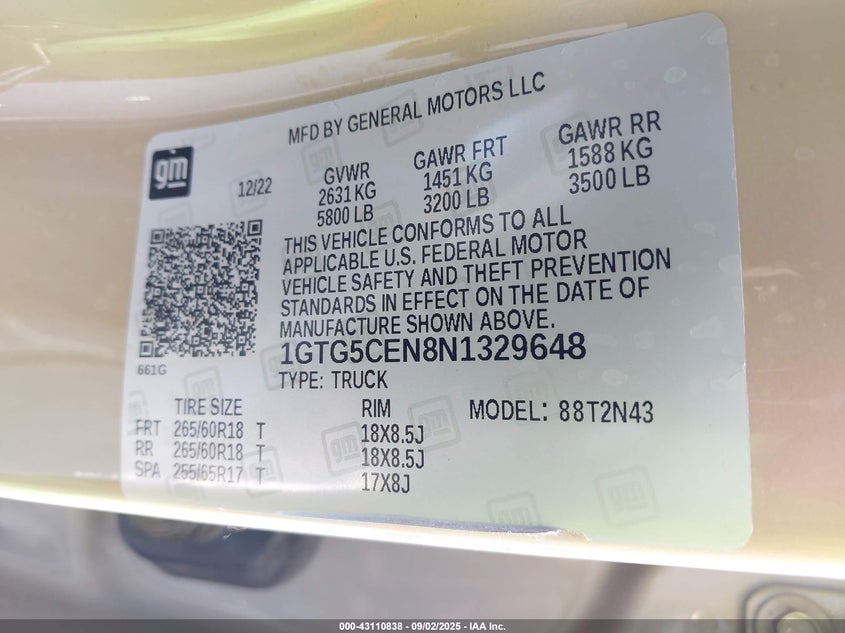 MFD BY GENERAL MOTORS LLC
gm
12/22
GVWR
2631 KG
5800 LB
GAWR FRT
1451 KG
3200 LB
GAWR RR
1588 KG
3500 LB
THIS VEHICLE CONFORMS TO ALL
APPLICABLE U.S. FEDERAL MOTOR
VEHICLE SAFETY AND THEFT PREVENTION
STANDARDS IN EFFECT ON THE DATE OF
MANUFACTURE SHOWN ABOVE.
661G
1GTG5CEN8N1329648
TYPE: TRUCK
TIRE SIZE RIM MODEL: 88T2N43
FRT 265/60R18 T 18X8.5J
RR 265/60R18 T 18X8.5J
SPA 255/65R17 T 17X8J
000-43110838 - 09/02/2025 - IAA Inc.